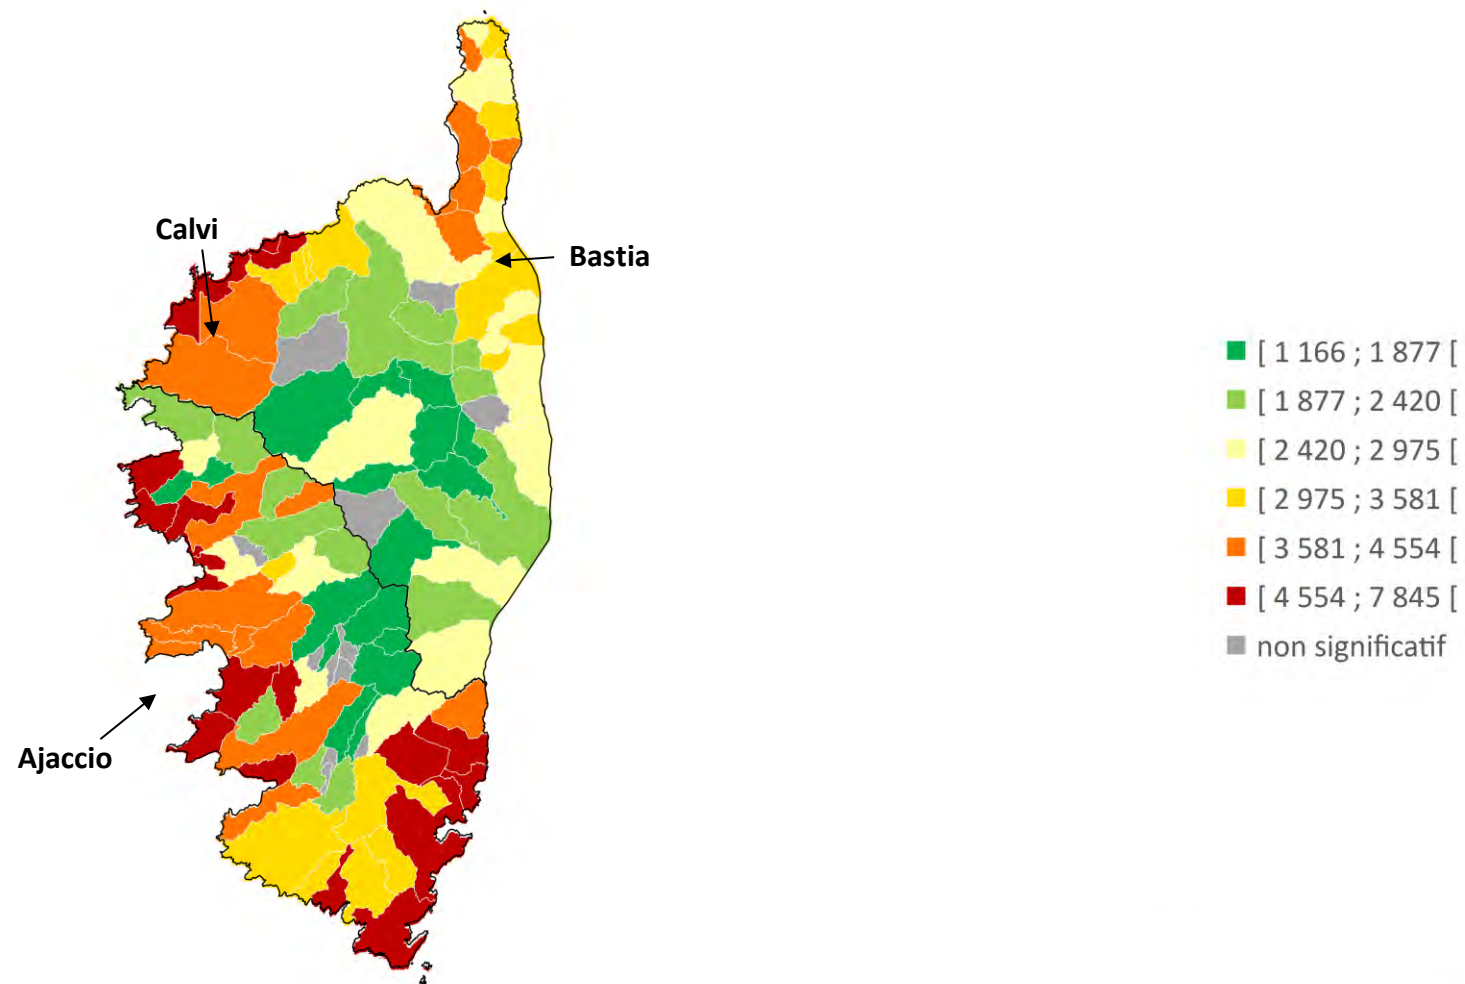 Calvi
Bastia
Ajaccio
[ 1 166 ; 1 877 [
[ 1 877 ; 2 420 [
[ 2 420 ; 2 975 [
[ 2 975 ; 3 581 [
[ 3 581 ; 4 554 [
[ 4 554 ; 7 845 [
non significatif